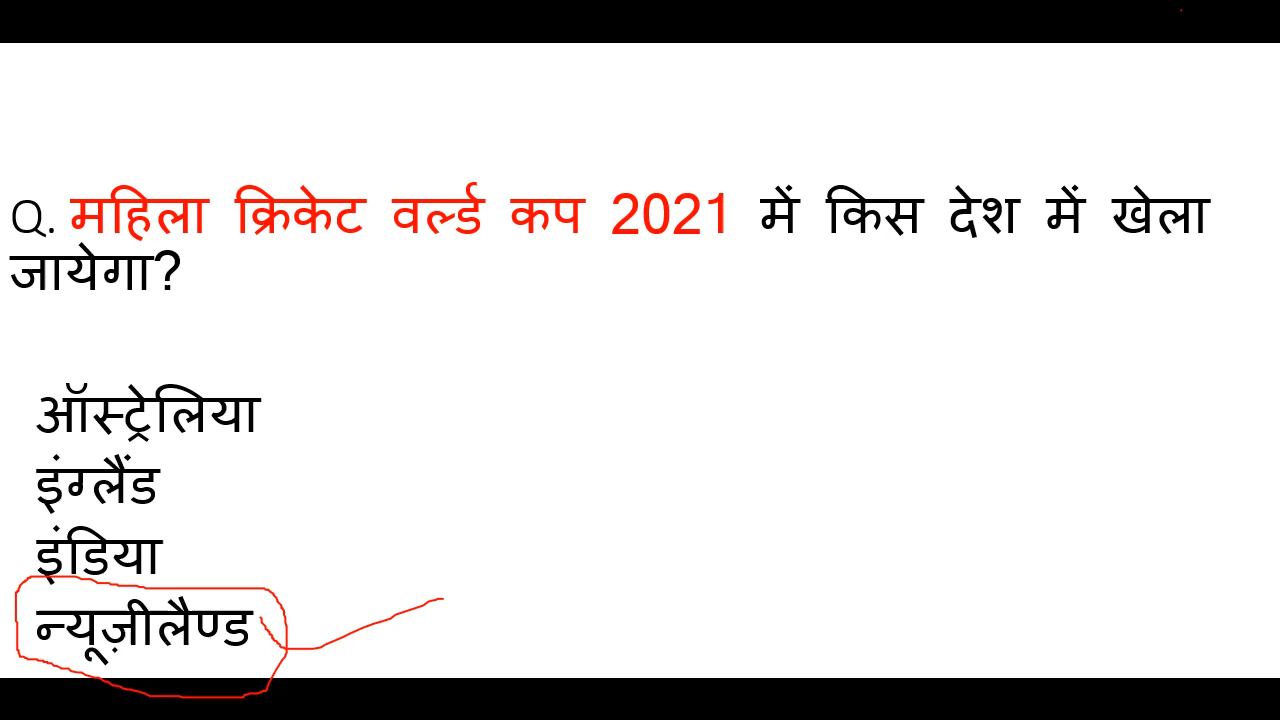 Q. महिला क्रिकेट वर्ल्ड कप 2021 में किस देश में खेला
जायेगा?
ऑस्ट्रेलिया
इंग्लैंड
इंडिया
न्यूज़ीलैण्ड